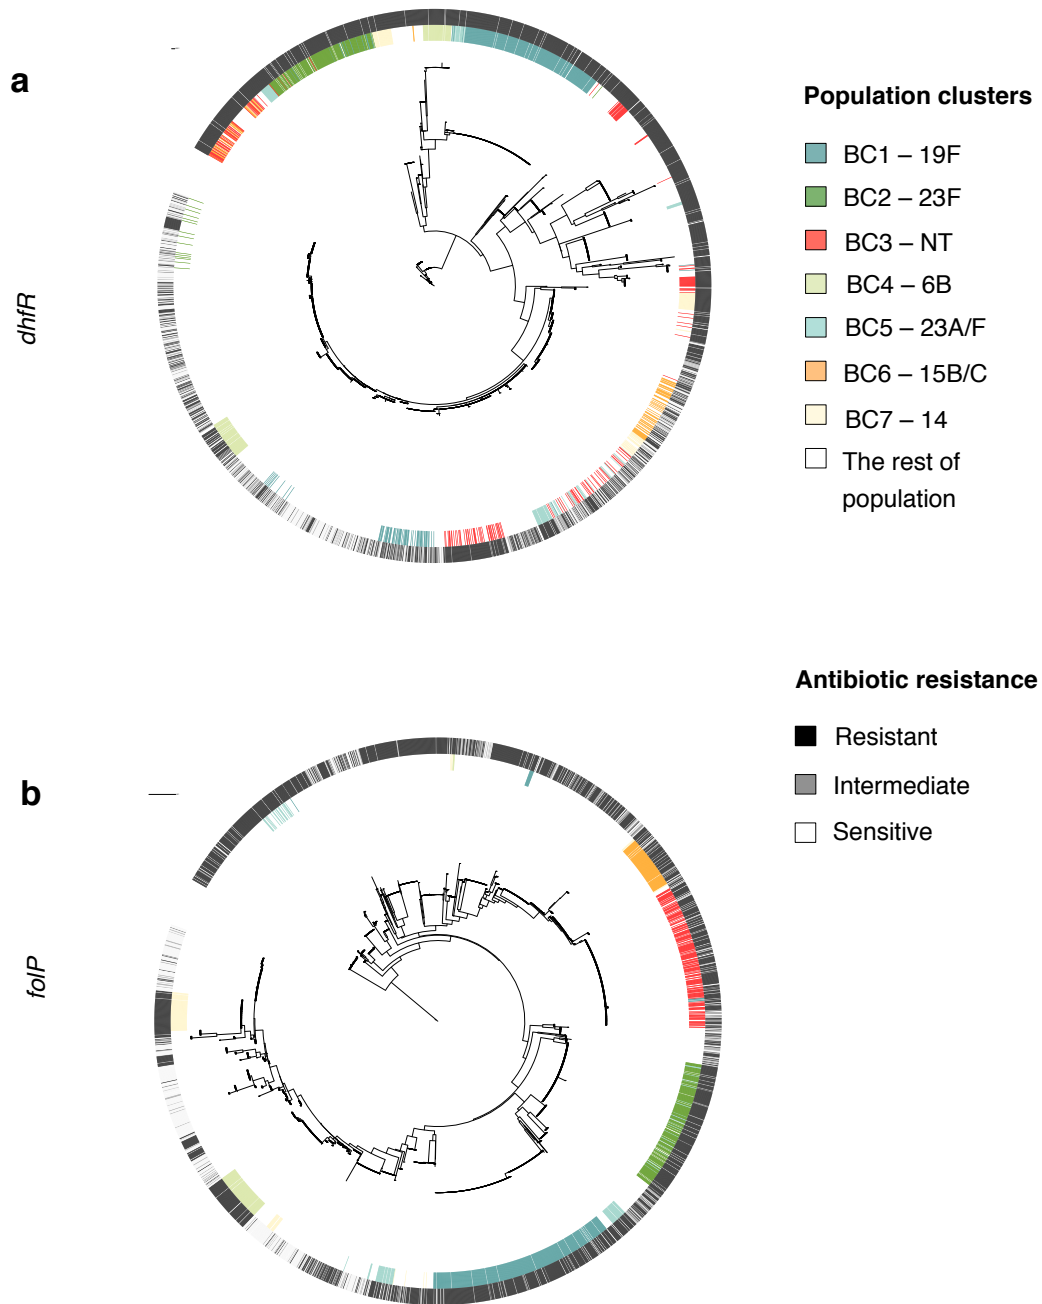 a
Population clusters
BC1 – 19F
BC2 – 23F
BC3 – NT
BC4 – 6B
BC5 – 23A/F
BC6 – 15B/C
BC7 – 14
The rest of
population
dhfR
Antibiotic resistance
Resistant
Intermediate
Sensitive
b
folP